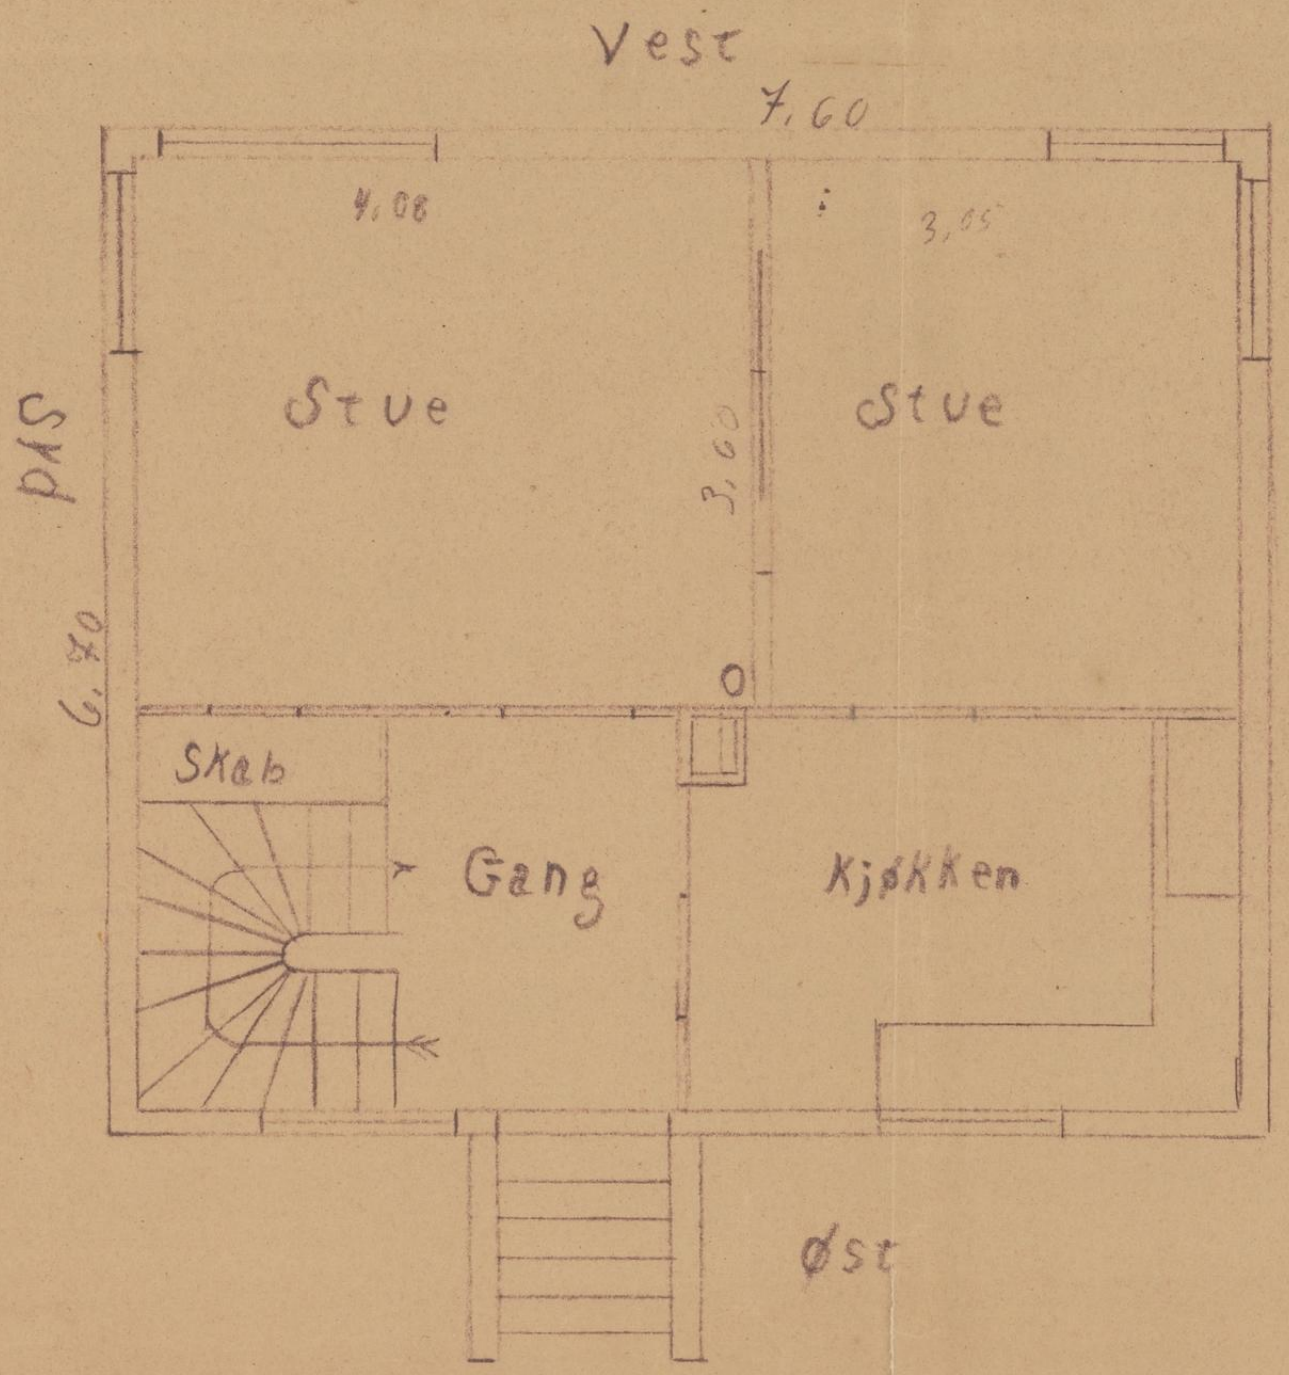 Vest
7,60
4,08
3,05
Stue
Stue
3,60
Syd
6,70
O
Skab
Gang
Kjøkken
Øst